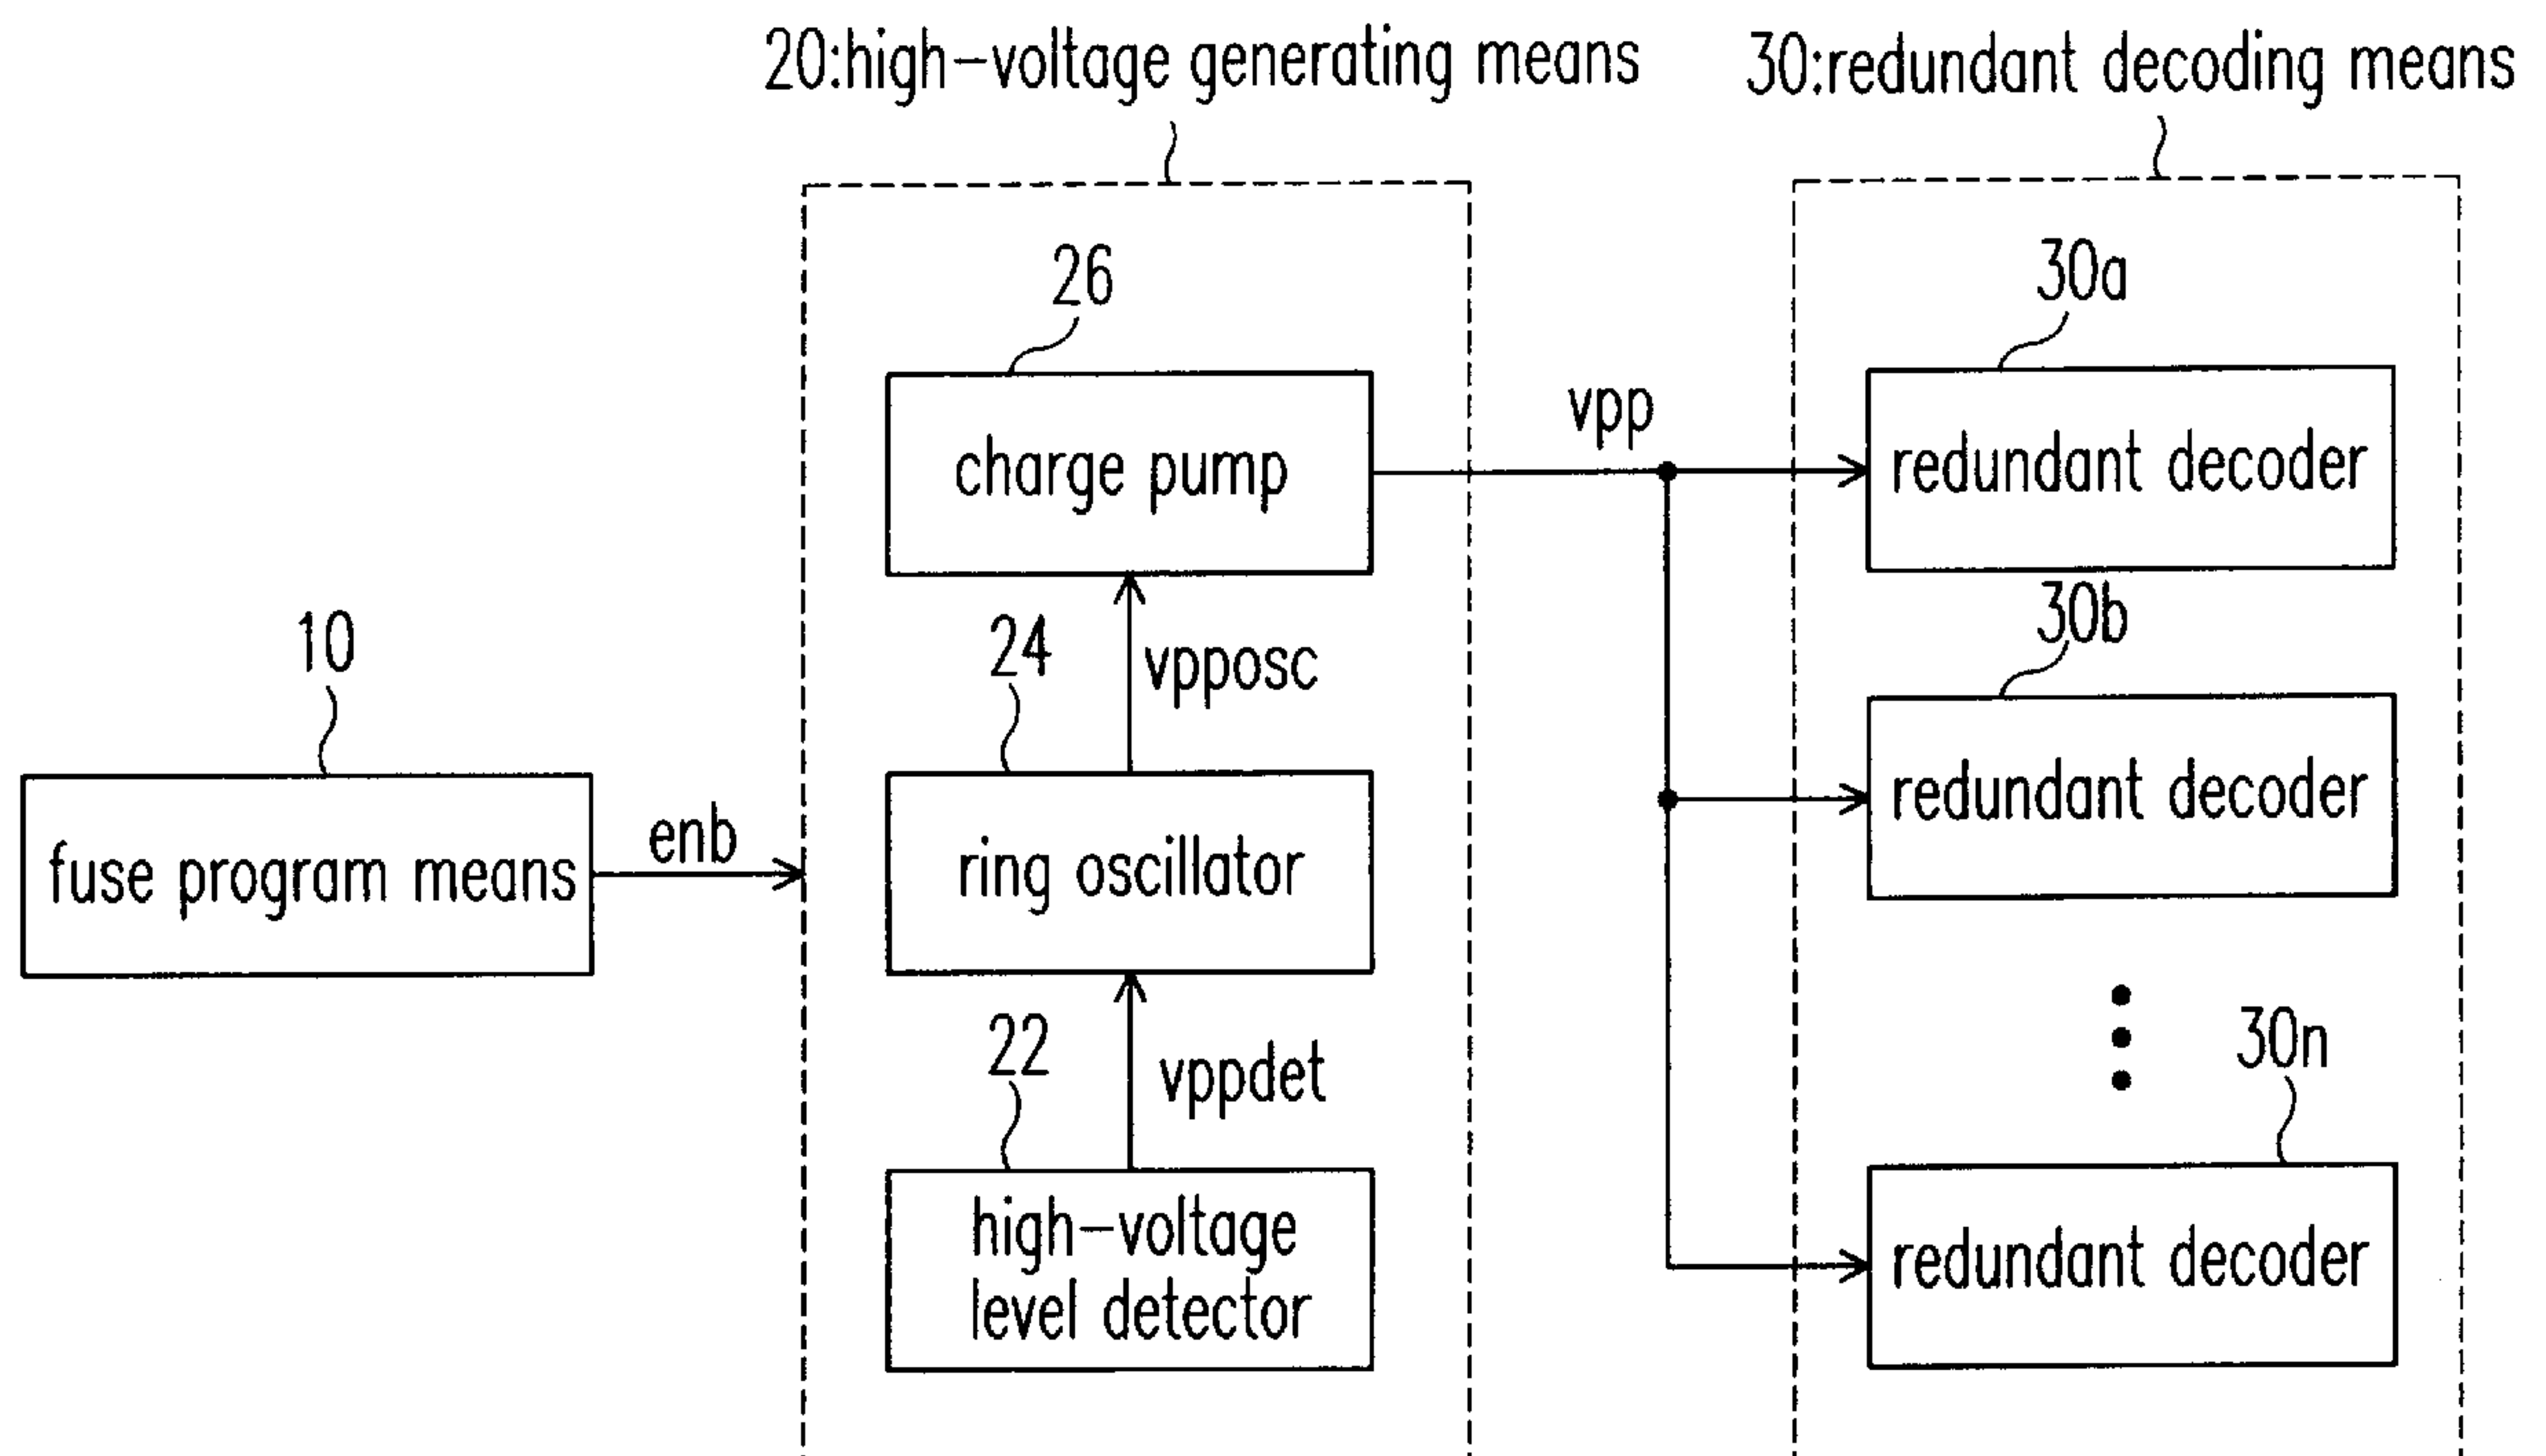 20:high-voltage generating means
30:redundant decoding means
26
30a
charge pump
vpp
redundant decoder
30b
10
24
vpposc
redundant decoder
fuse program means
enb
ring oscillator
22
vppdet
30n
high-voltage
level detector
redundant decoder